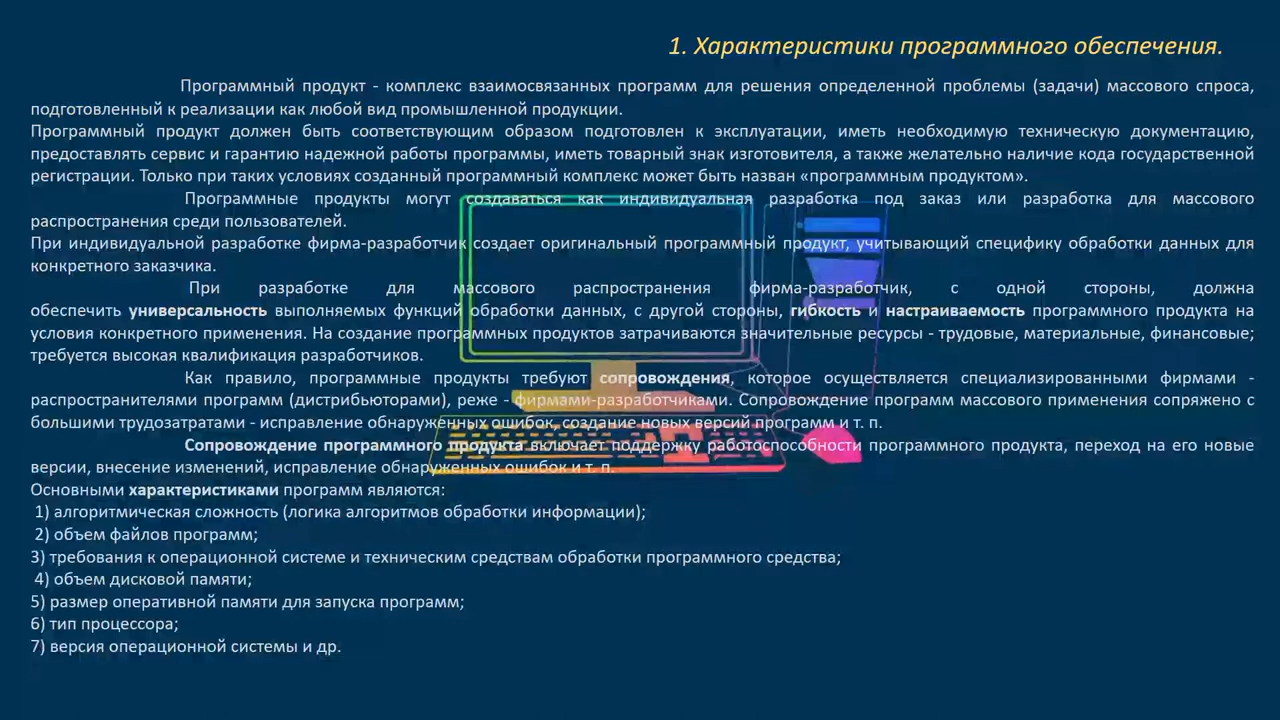 1. Характеристики программного обеспечения.
Программный продукт - комплекс взаимосвязанных программ для решения определенной проблемы (задачи) массового спроса,
подготовленный к реализации как любой вид промышленной продукции.
Программный продукт должен быть соответствующим образом подготовлен к эксплуатации, иметь необходимую техническую документацию,
предоставлять сервис и гарантию надежной работы программы, иметь товарный знак изготовителя, а также желательно наличие кода государственной
регистрации. Только при таких условиях созданный программный комплекс может быть назван «программным продуктом».
Программные продукты могут создаваться как индивидуальная разработка под заказ или разработка для массового
распространения среди пользователей.
При индивидуальной разработке фирма-разработчик создает оригинальный программный продукт, учитывающий специфику обработки данных для
конкретного заказчика.
При разработке для массового распространения фирма-разработчик, с одной стороны, должна
обеспечить универсальность выполняемых функций обработки данных, с другой стороны, гибкость и настраиваемость программного продукта на
условия конкретного применения. На создание программных продуктов затрачиваются значительные ресурсы - трудовые, материальные, финансовые;
требуется высокая квалификация разработчиков.
Как правило, программные продукты требуют сопровождения, которое осуществляется специализированными фирмами -
распространителями программ (дистрибьюторами), реже - фирмами-разработчиками. Сопровождение программ массового применения сопряжено с
большими трудозатратами - исправление обнаруженных ошибок, создание новых версий программ и т. п.
Сопровождение программного продукта включает поддержку работоспособности программного продукта, переход на его новые
версии, внесение изменений, исправление обнаруженных ошибок и т. п.
Основными характеристиками программ являются:
1) алгоритмическая сложность (логика алгоритмов обработки информации);
2) объем файлов программ;
3) требования к операционной системе и техническим средствам обработки программного средства;
4) объем дисковой памяти;
5) размер оперативной памяти для запуска программ;
6) тип процессора;
7) версия операционной системы и др.